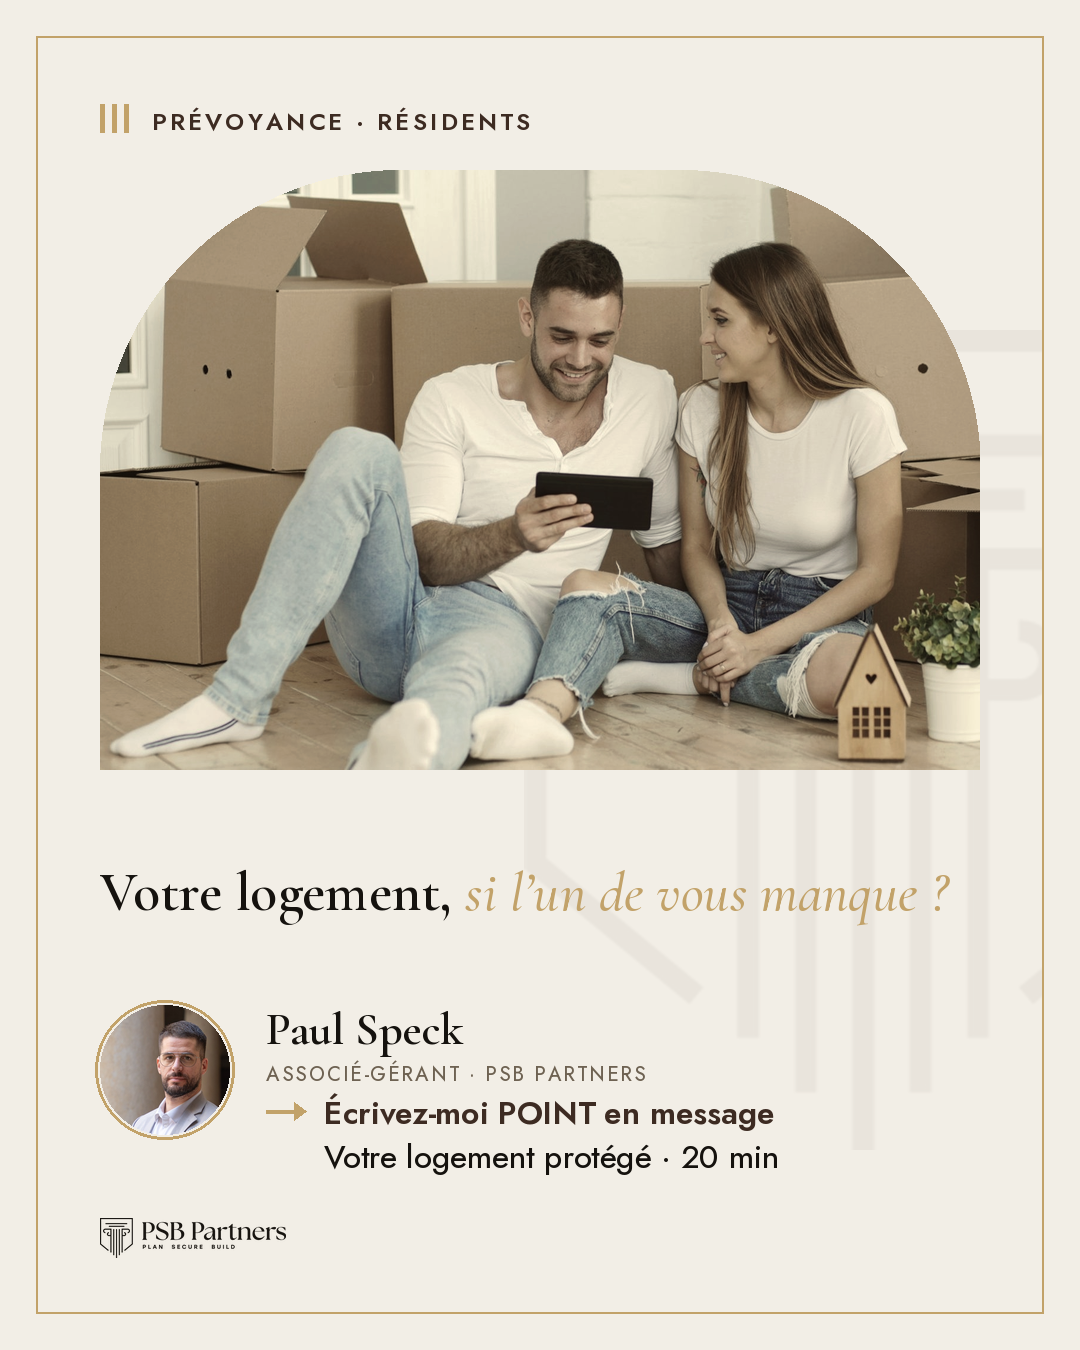 PRÉVOYANCE · RÉSIDENTS
Votre logement, si l’un de vous manque ?
Paul Speck
ASSOCIÉ-GÉRANT · PSB PARTNERS
Écrivez-moi POINT en message
Votre logement protégé · 20 min
PSB Partners
PLAN SECURE BUILD